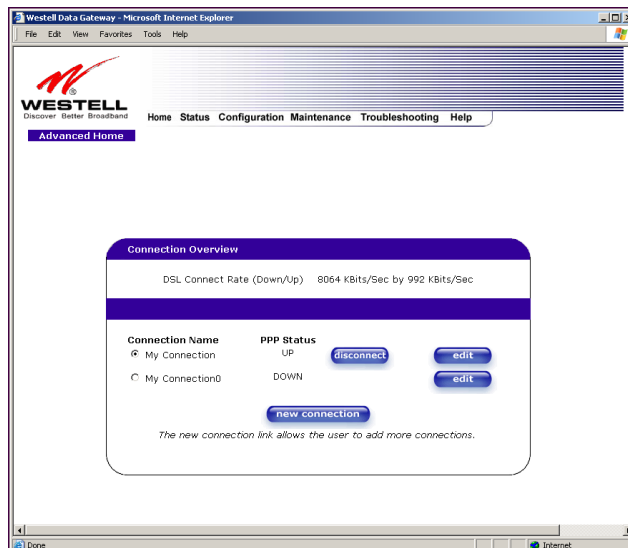 Westell Data Gateway - Microsoft Internet Explorer
File Edit View Favorites Tools Help
WESTELL
Discover Better Broadband
Home Status Configuration Maintenance Troubleshooting Help
Advanced Home
Connection Overview
DSL Connect Rate (Down/Up) 8064 KBits/Sec by 992 KBits/Sec
Connection Name PPP Status
My Connection UP disconnect edit
My Connection0 DOWN edit
new connection
The new connection link allows the user to add more connections.
Done Internet